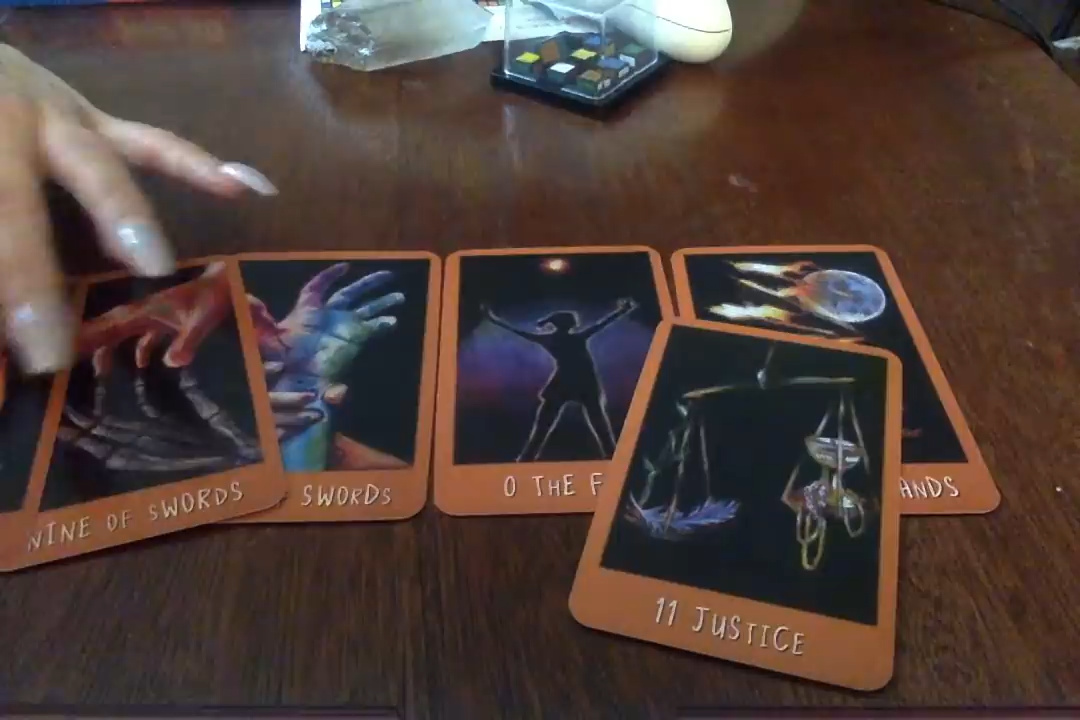 NINE OF SWORDS
SWORDS
0 THE F
ANDS
11 JUSTICE